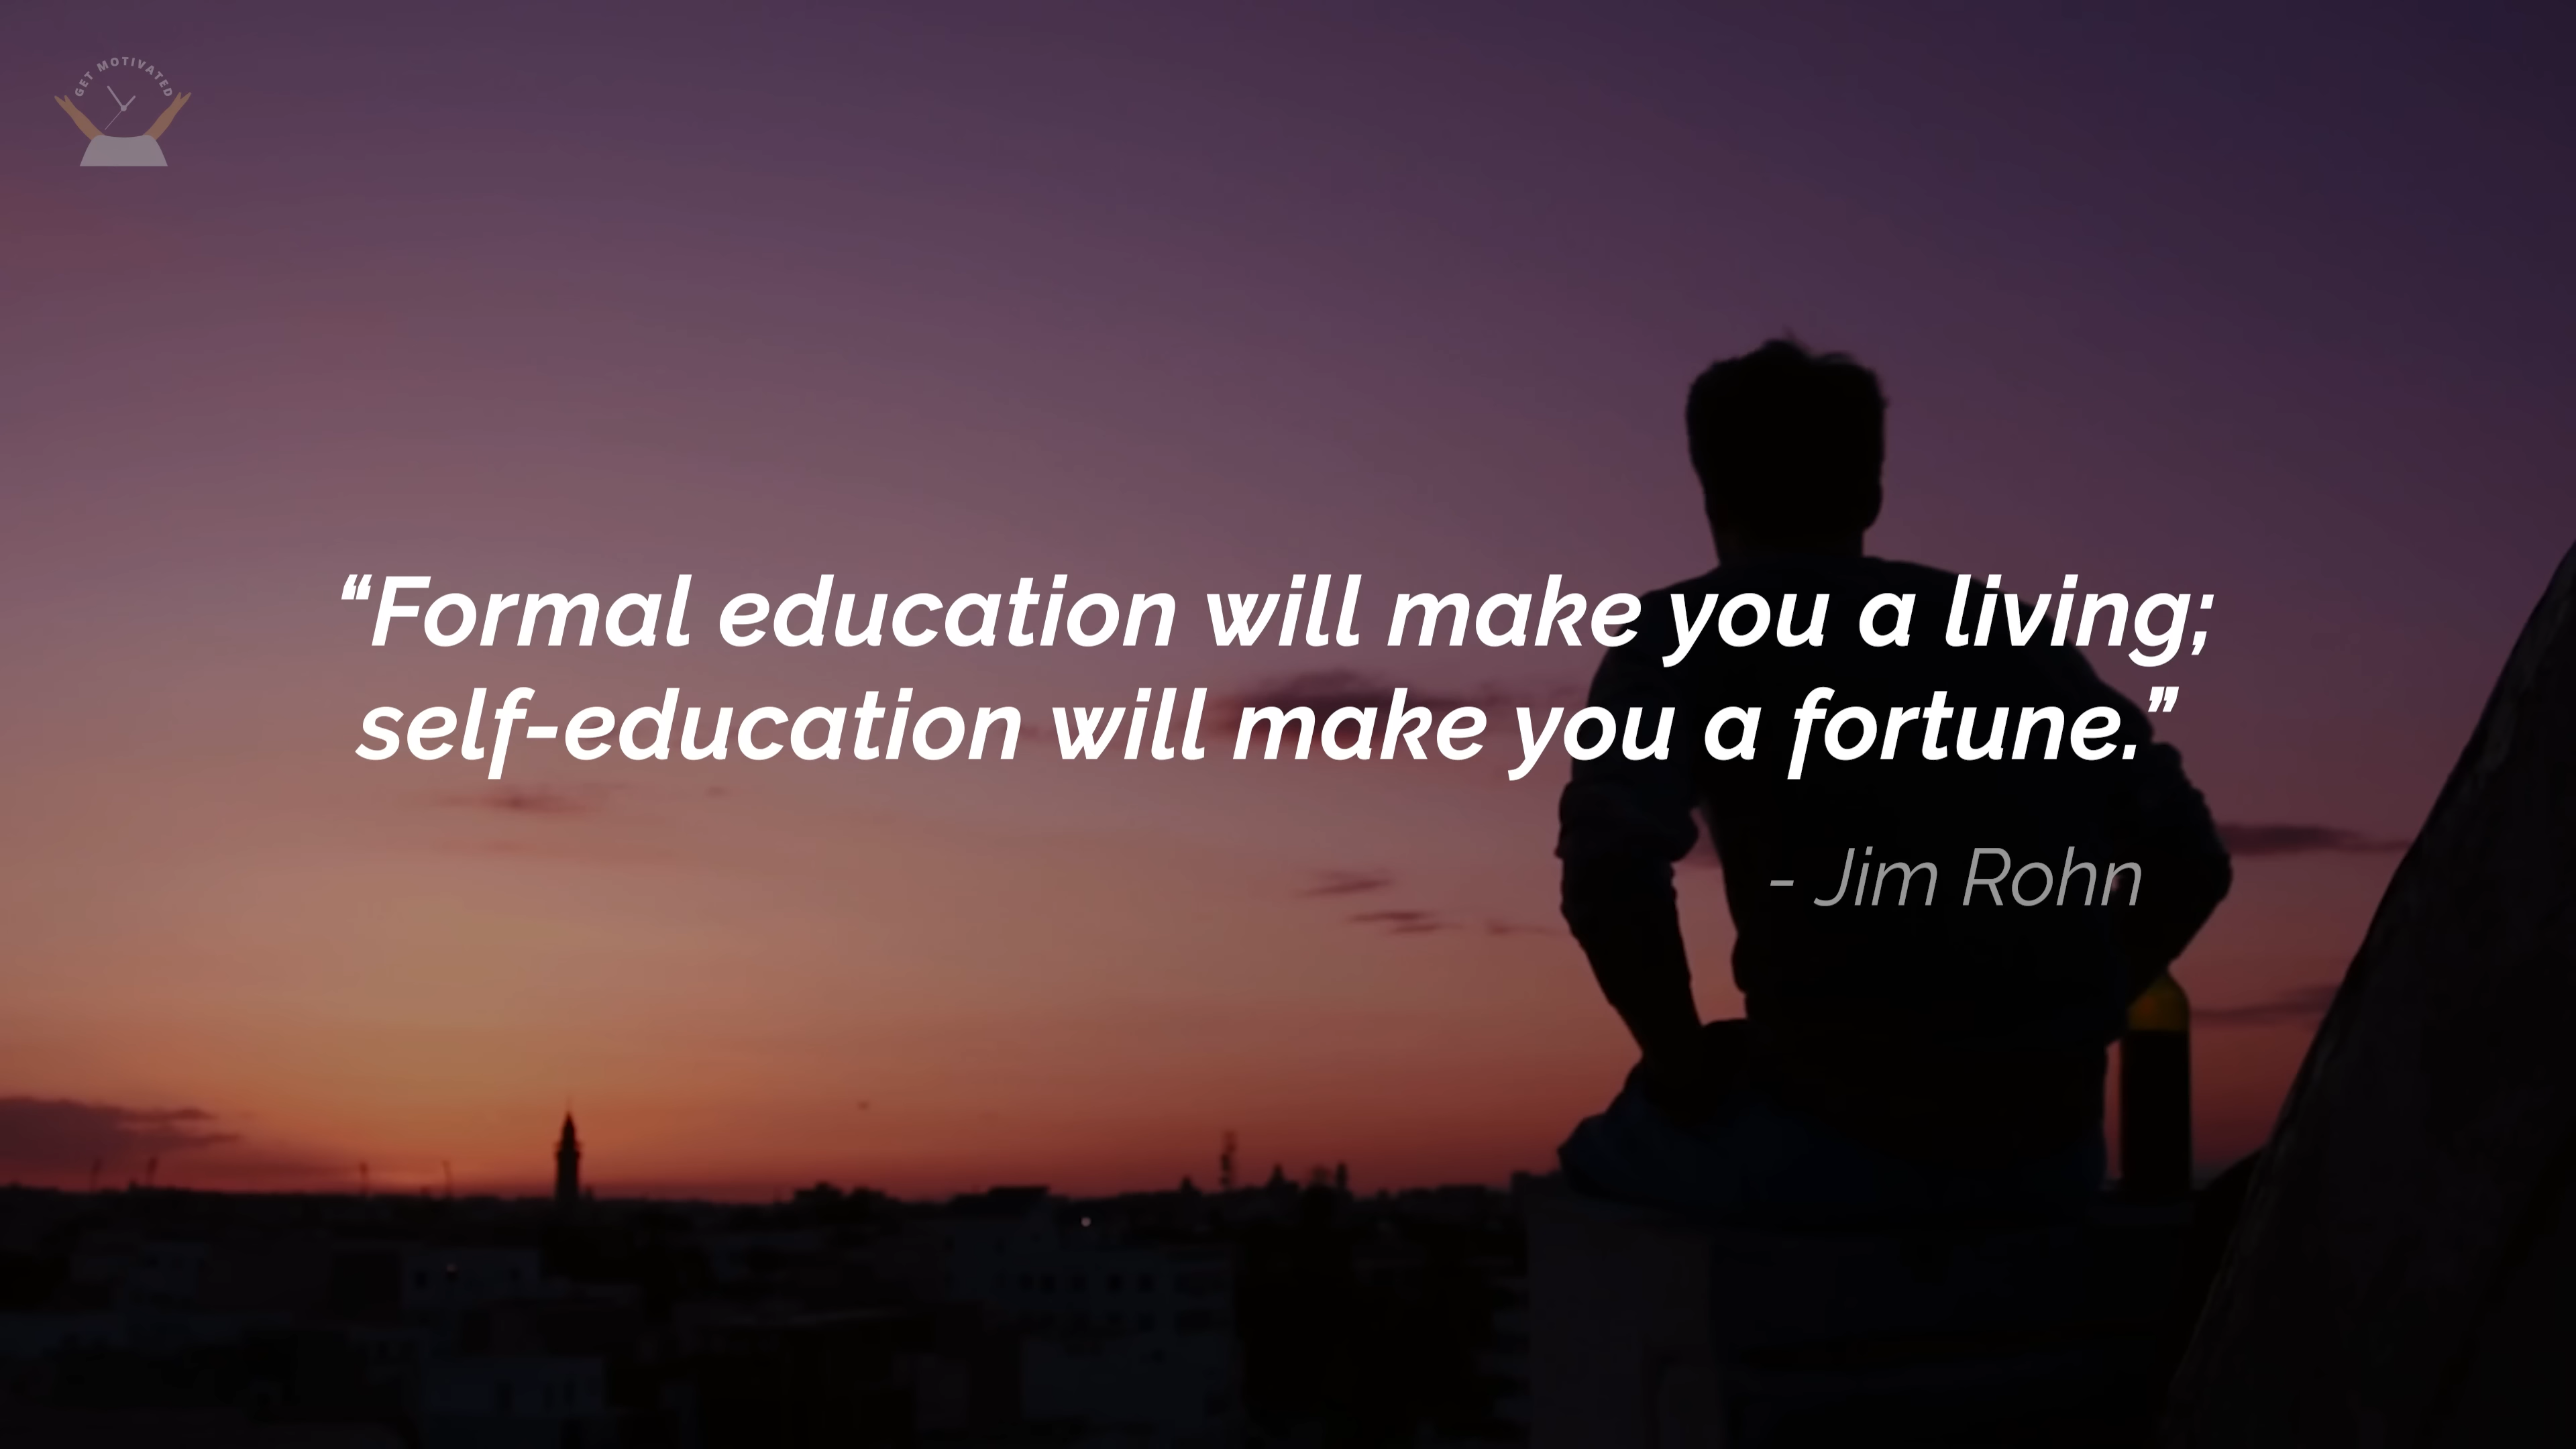 GET MOTIVATED
“Formal education will make you a living;
self-education will make you a fortune.”
- Jim Rohn